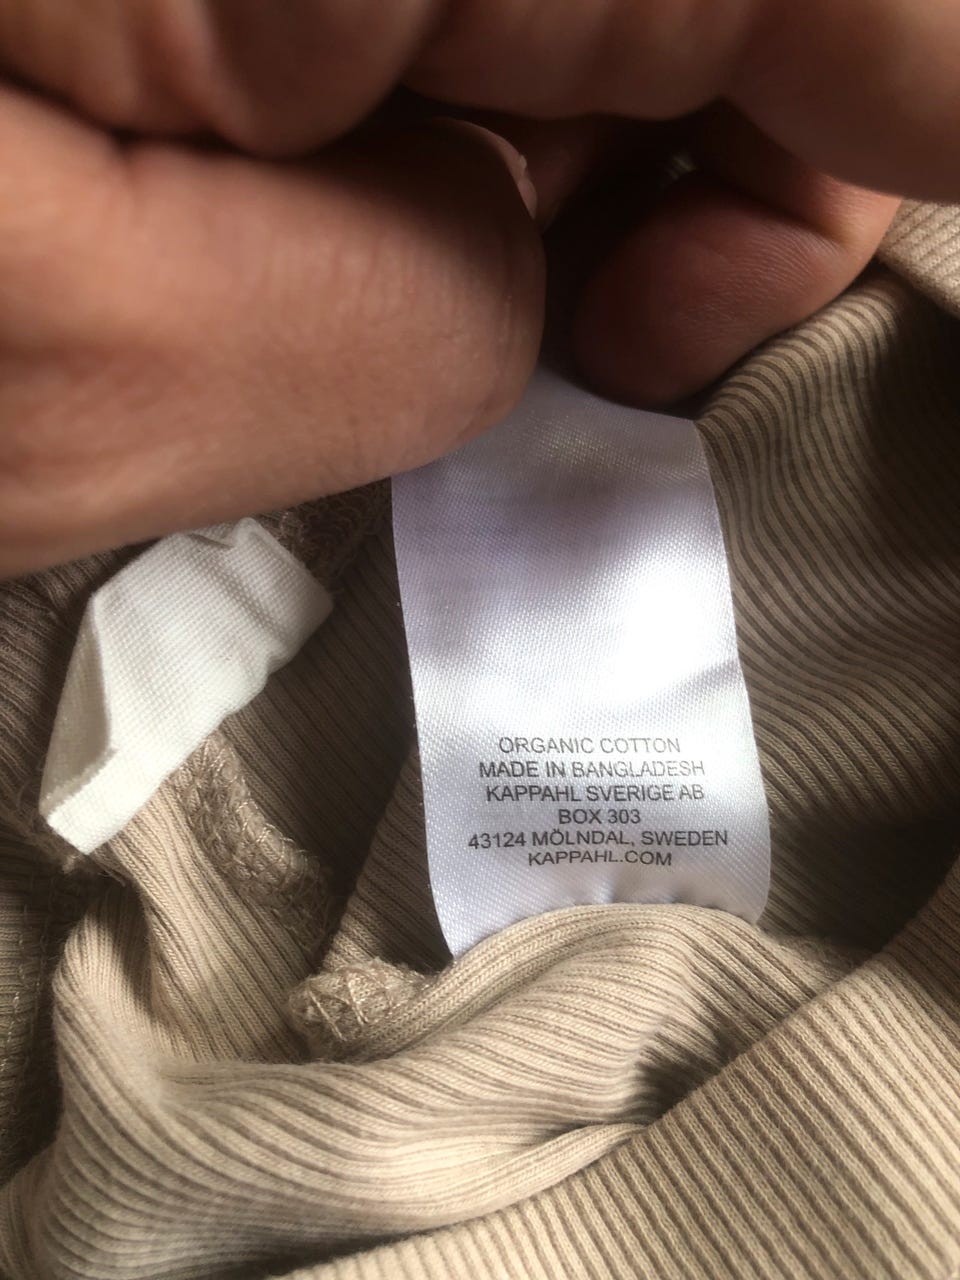 ORGANIC COTTON
MADE IN BANGLADESH
KAPPAHL SVERIGE AB
BOX 303
43124 MÖLNDAL, SWEDEN
KAPPAHL.COM